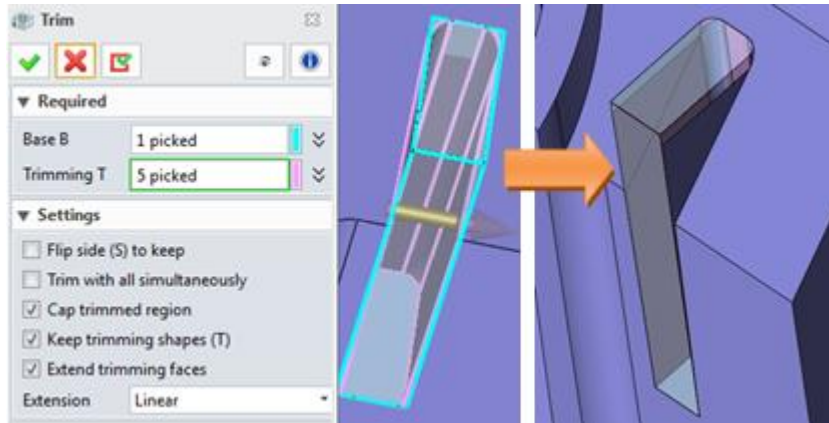 Trim
Required
Base B 1 picked
Trimming T 5 picked
Settings
Flip side (S) to keep
Trim with all simultaneously
Cap trimmed region
Keep trimming shapes (T)
Extend trimming faces
Extension Linear